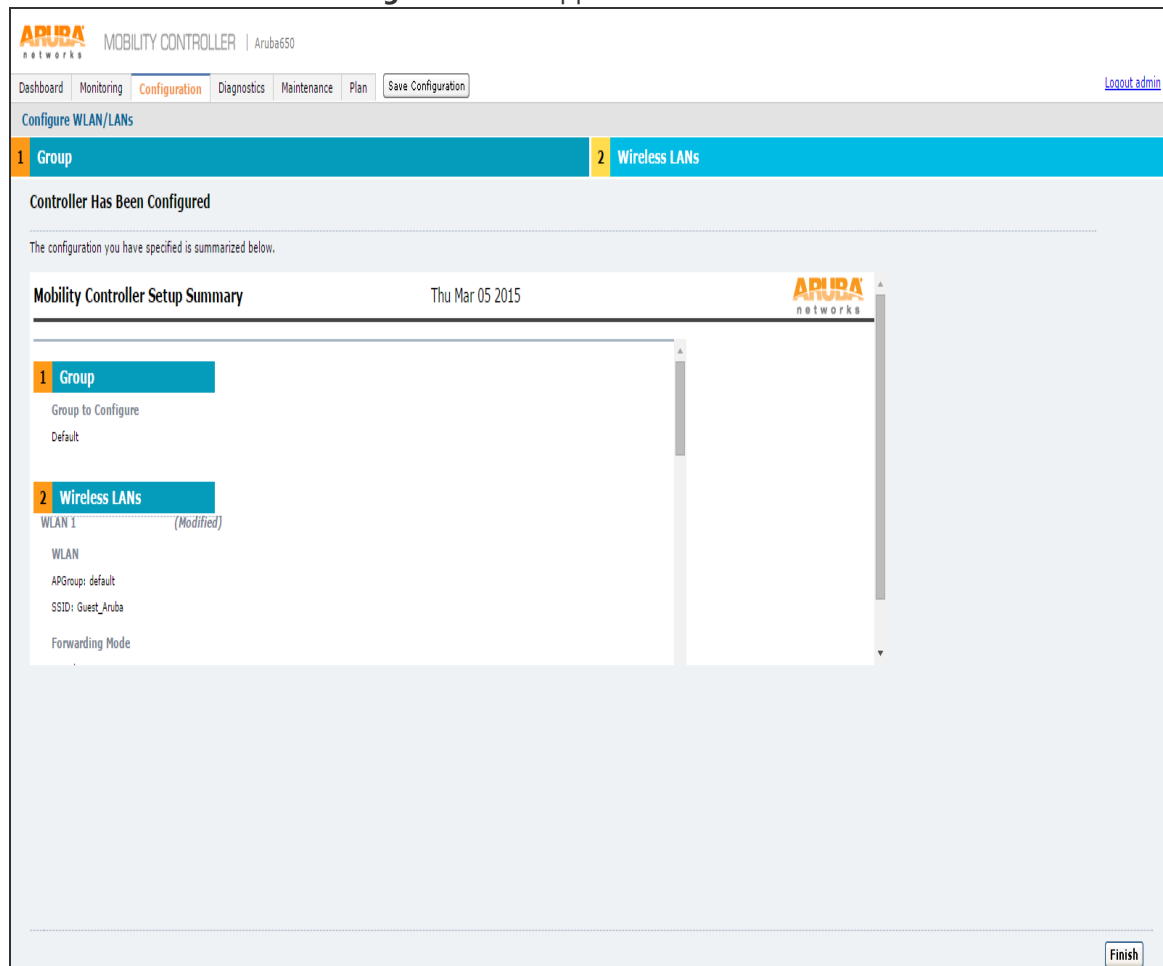 ARUBA networks MOBILITY CONTROLLER | Aruba650
Dashboard Monitoring Configuration Diagnostics Maintenance Plan Save Configuration Logout admin
Configure WLAN/LANs
1 Group 2 Wireless LANs
Controller Has Been Configured
The configuration you have specified is summarized below.
Mobility Controller Setup Summary Thu Mar 05 2015 ARUBA networks
1 Group
Group to Configure
Default
2 Wireless LANs
WLAN 1 (Modified)
WLAN
APGroup: default
SSID: Guest_Aruba
Forwarding Mode
Finish